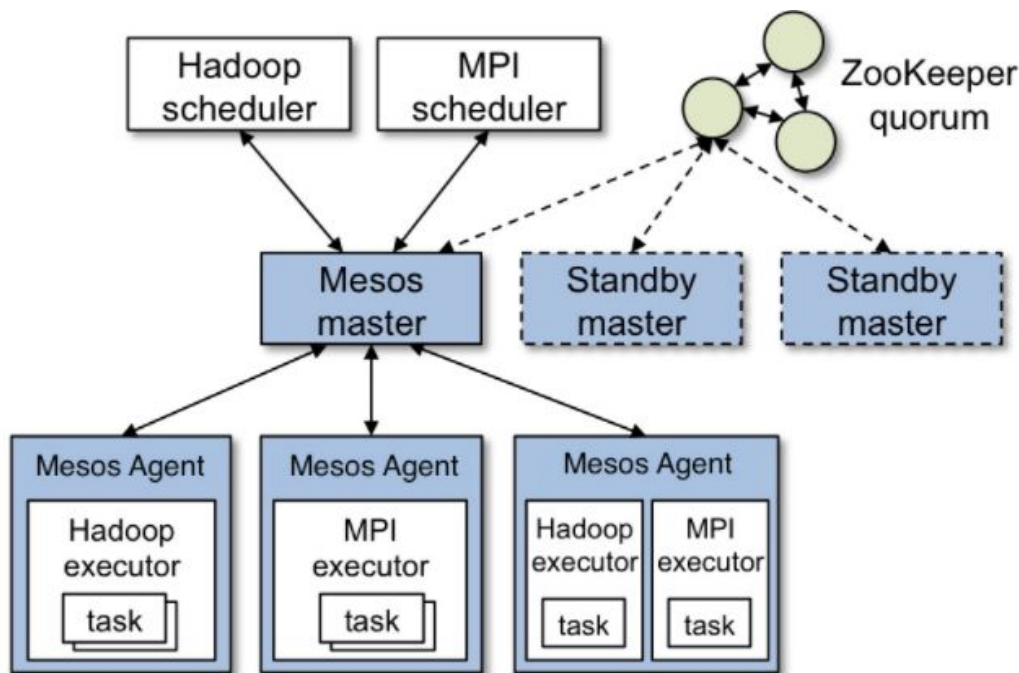 Hadoop
scheduler
MPI
scheduler
ZooKeeper
quorum
Mesos
master
Standby
master
Standby
master
Mesos Agent
Hadoop
executor
task
Mesos Agent
MPI
executor
task
Mesos Agent
Hadoop
executor
task
MPI
executor
task